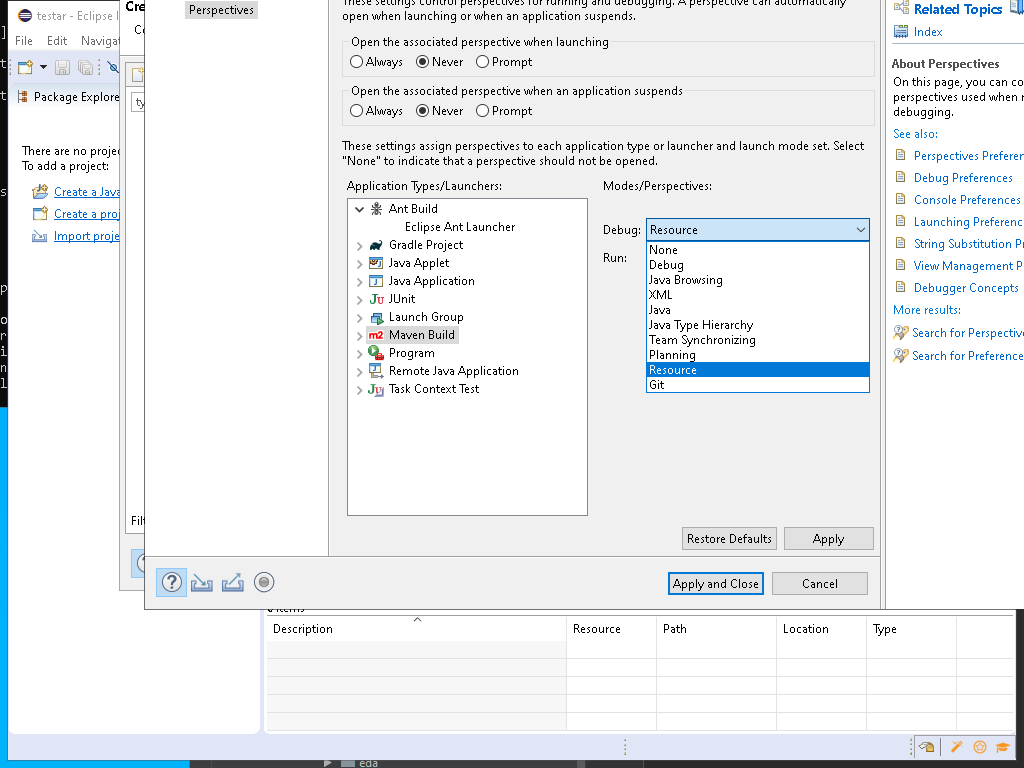 testar - Eclipse I
File Edit Navigat
Package Explore
There are no projec
To add a project:
Create a Java
Create a proj
Import proje
Cre
Perspectives
These settings control perspectives for running and debugging. A perspective can automatically
open when launching or when an application suspends.
Open the associated perspective when launching
Always Never Prompt
Open the associated perspective when an application suspends
Always Never Prompt
These settings assign perspectives to each application type or launcher and launch mode set. Select
"None" to indicate that a perspective should not be opened.
Application Types/Launchers:
Modes/Perspectives:
Ant Build
Eclipse Ant Launcher
Gradle Project
Java Applet
Java Application
Ju JUnit
Launch Group
m2 Maven Build
Program
Remote Java Application
Ju Task Context Test
Debug: Resource
Run:
None
Debug
Java Browsing
XML
Java
Java Type Hierarchy
Team Synchronizing
Planning
Resource
Git
Restore Defaults Apply
Apply and Close Cancel
Related Topics
Index
About Perspectives
On this page, you can co
perspectives used when r
debugging.
See also:
Perspectives Preferen
Debug Preferences
Console Preferences
Launching Preferenc
String Substitution Pr
View Management P
Debugger Concepts
More results:
Search for Perspective
Search for Preference
Filt
Description Resource Path Location Type
eda